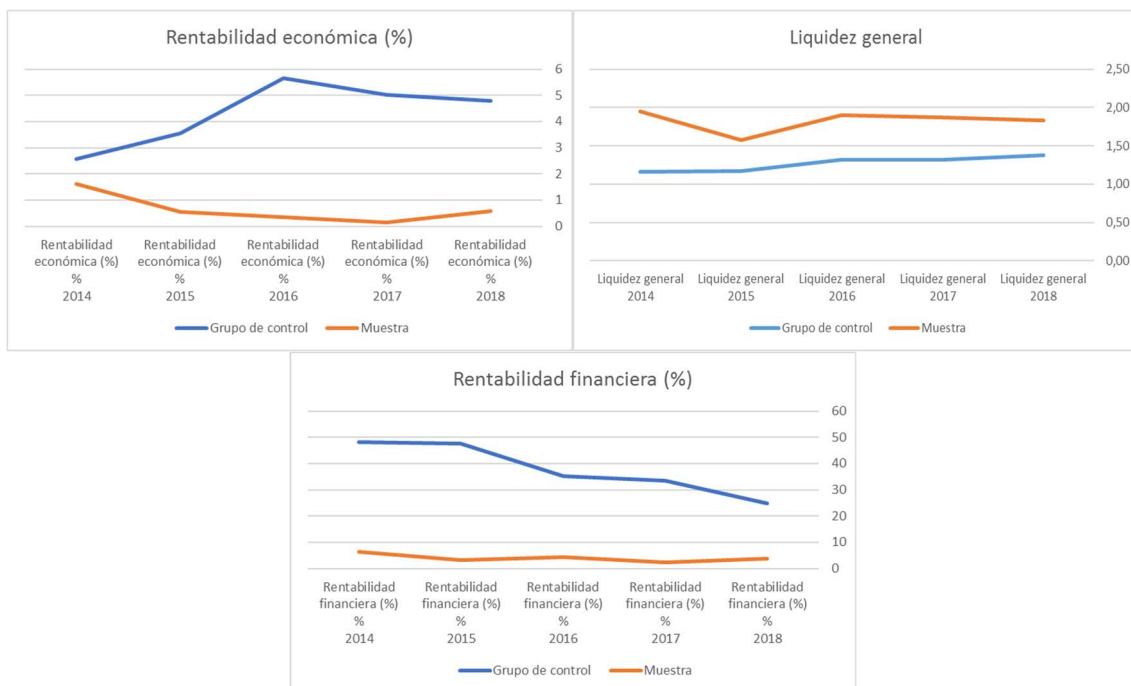 Rentabilidad económica (%)
6
5
4
3
2
1
0
Rentabilidad Rentabilidad Rentabilidad Rentabilidad Rentabilidad
económica (%) económica (%) económica (%) económica (%) económica (%)
% % % % %
2014 2015 2016 2017 2018
Grupo de control Muestra
Liquidez general
2,50
2,00
1,50
1,00
0,50
0,00
Liquidez general Liquidez general Liquidez general Liquidez general Liquidez general
2014 2015 2016 2017 2018
Grupo de control Muestra
Rentabilidad financiera (%)
60
50
40
30
20
10
0
Rentabilidad Rentabilidad Rentabilidad Rentabilidad Rentabilidad
financiera (%) financiera (%) financiera (%) financiera (%) financiera (%)
% % % % %
2014 2015 2016 2017 2018
Grupo de control Muestra